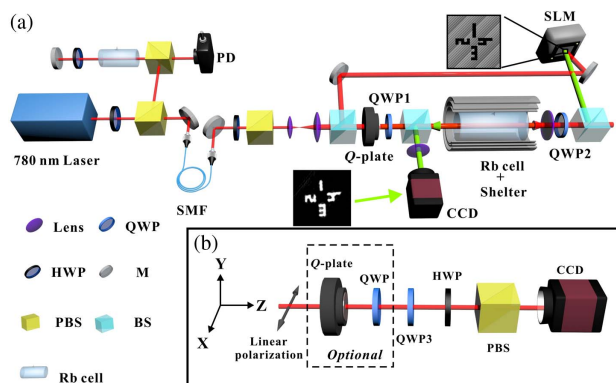 (a)
SLM
PD
QWP1
780 nm Laser
Q-plate
QWP2
Rb cell
+
Shelter
SMF
CCD
Lens
QWP
HWP
M
PBS
BS
Rb cell
(b)
Y
Z
X
Q-plate
QWP
HWP
CCD
Linear
polarization
Optional
QWP3
PBS